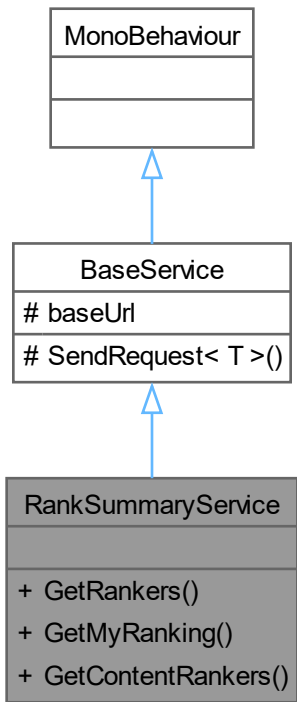 MonoBehaviour
BaseService
# baseUrl
# SendRequest< T >()
RankSummaryService
+ GetRankers()
+ GetMyRanking()
+ GetContentRankers()